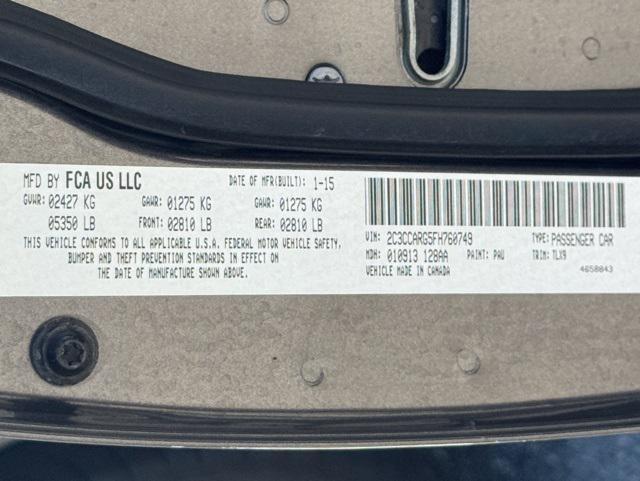 MFD BY FCA US LLC DATE OF MFR(BUILT): 1-15
GVWR: 02427 KG GAWR: 01275 KG GAWR: 01275 KG
05350 LB FRONT: 02810 LB REAR: 02810 LB
THIS VEHICLE CONFORMS TO ALL APPLICABLE U.S.A. FEDERAL MOTOR VEHICLE SAFETY,
BUMPER AND THEFT PREVENTION STANDARDS IN EFFECT ON
THE DATE OF MANUFACTURE SHOWN ABOVE.
VIN: 2C3CCARG5FH760749 TYPE: PASSENGER CAR
MDH: 010913 128AA PAINT: PAU TRIM: TLX9
VEHICLE MADE IN CANADA 4658843